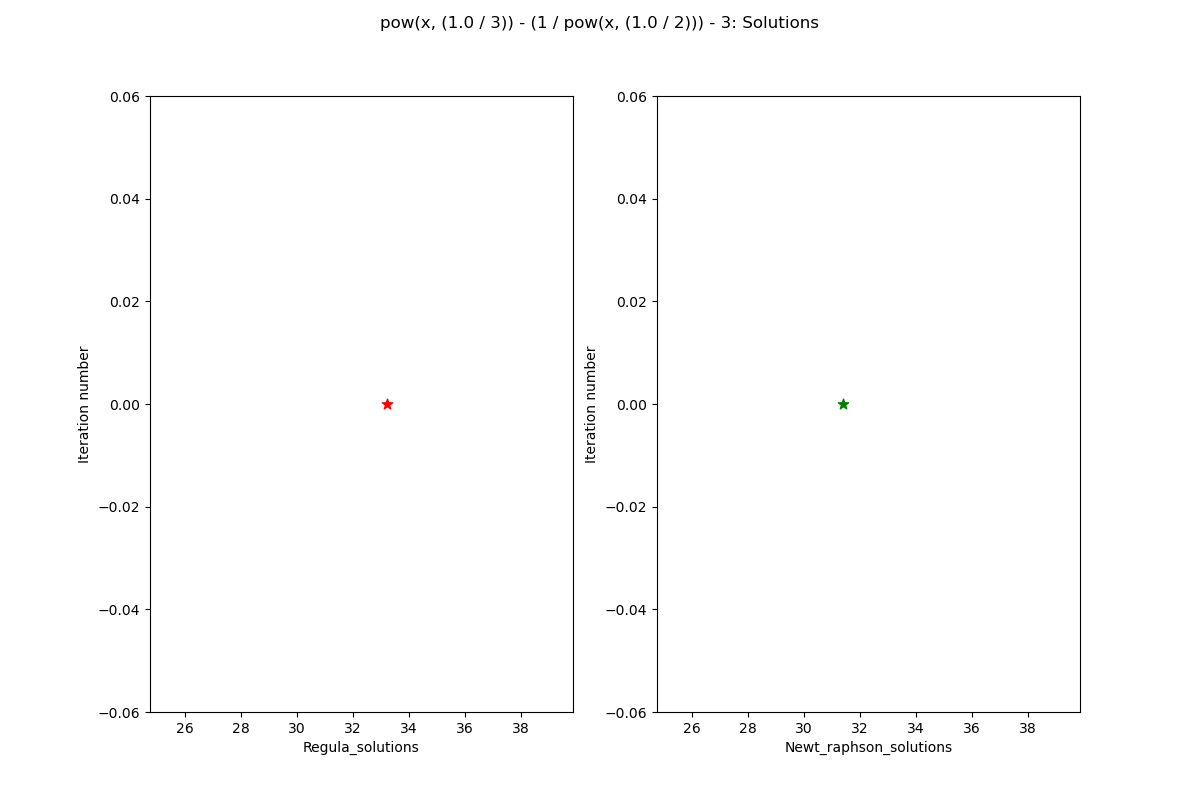 pow(x, (1.0 / 3)) - (1 / pow(x, (1.0 / 2))) - 3: Solutions
0.06
0.04
0.02
0.00
−0.02
−0.04
−0.06
Iteration number
26 28 30 32 34 36 38
Regula_solutions
0.06
0.04
0.02
0.00
−0.02
−0.04
−0.06
Iteration number
26 28 30 32 34 36 38
Newt_raphson_solutions